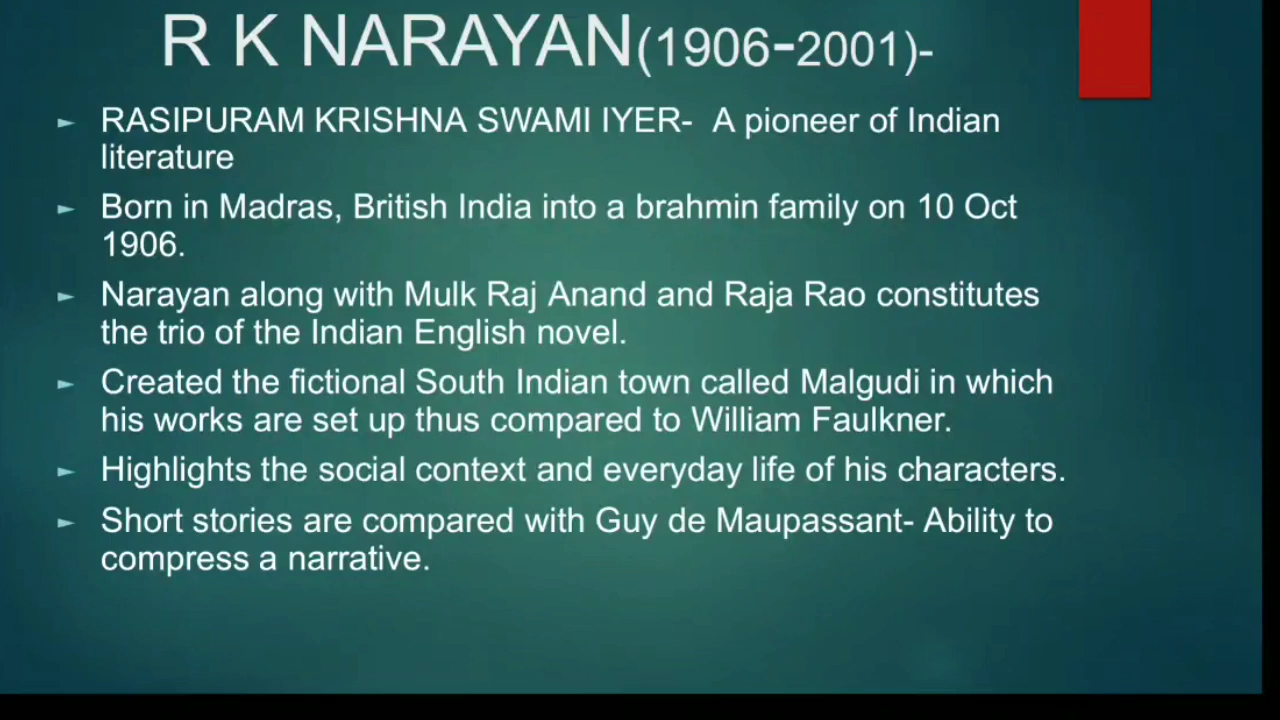 R K NARAYAN(1906-2001)-
► RASIPURAM KRISHNA SWAMI IYER- A pioneer of Indian
literature
► Born in Madras, British India into a brahmin family on 10 Oct
1906.
► Narayan along with Mulk Raj Anand and Raja Rao constitutes
the trio of the Indian English novel.
► Created the fictional South Indian town called Malgudi in which
his works are set up thus compared to William Faulkner.
► Highlights the social context and everyday life of his characters.
► Short stories are compared with Guy de Maupassant- Ability to
compress a narrative.